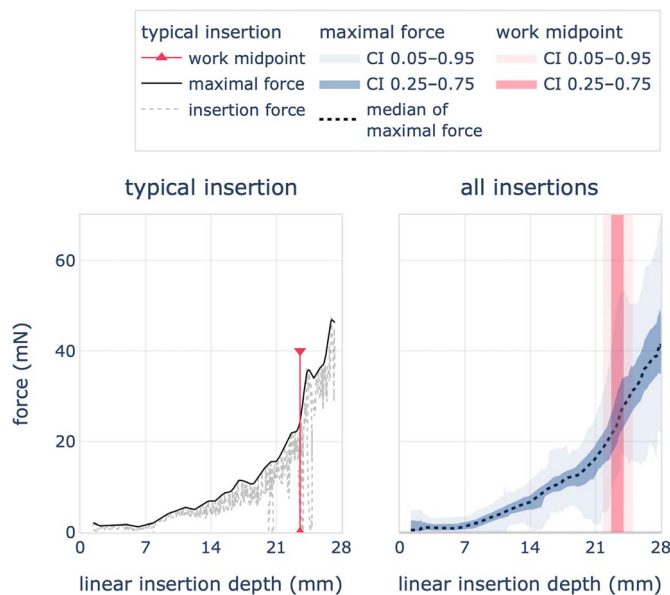 typical insertion
work midpoint
maximal force
insertion force
maximal force
CI 0.05–0.95
CI 0.25–0.75
median of
maximal force
work midpoint
CI 0.05–0.95
CI 0.25–0.75
typical insertion
all insertions
force (mN)
60
40
20
0
0 7 14 21 28
0 7 14 21 28
linear insertion depth (mm)
linear insertion depth (mm)